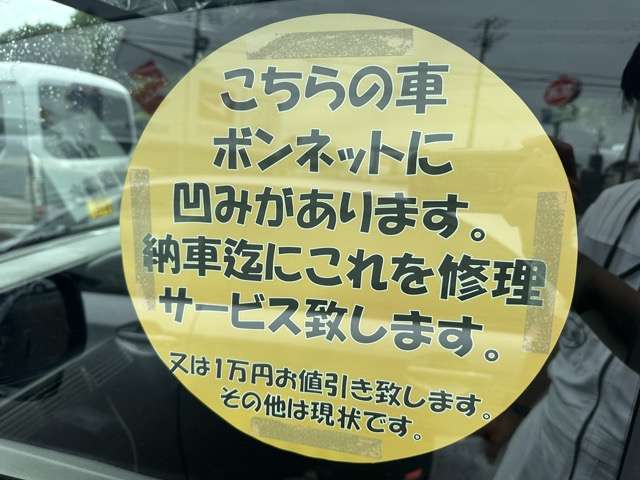 こちらの車
ボンネットに
凹みがあります。
納車迄にこれを修理
サービス致します。
又は1万円お値引き致します。
その他は現状です。